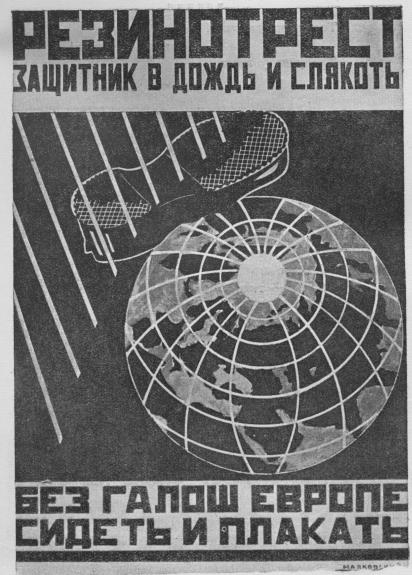 РЕЗИНОТРЕСТ
ЗАЩИТНИК В ДОЖДЬ И СЛЯКОТЬ
БЕЗ ГАЛОШ ЕВРОПЕ
СИДЕТЬ И ПЛАКАТЬ